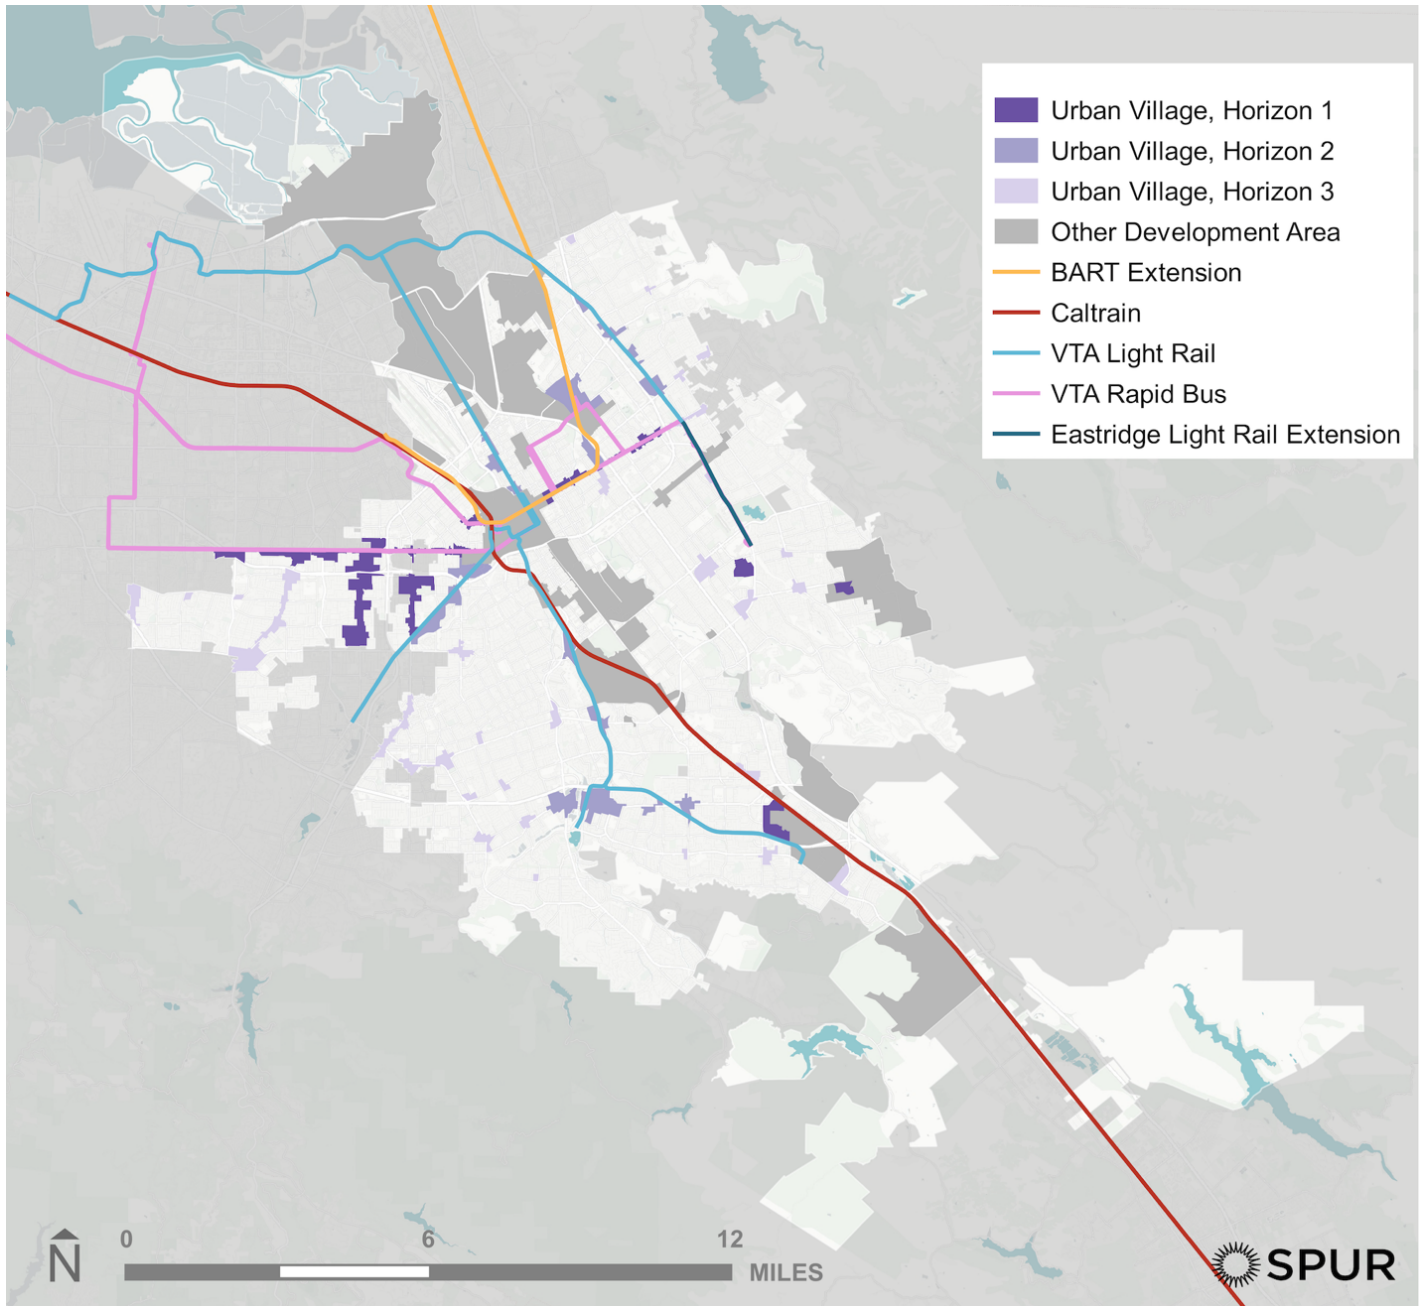 Urban Village, Horizon 1
Urban Village, Horizon 2
Urban Village, Horizon 3
Other Development Area
BART Extension
Caltrain
VTA Light Rail
VTA Rapid Bus
Eastridge Light Rail Extension
N
0 6 12
MILES
SPUR